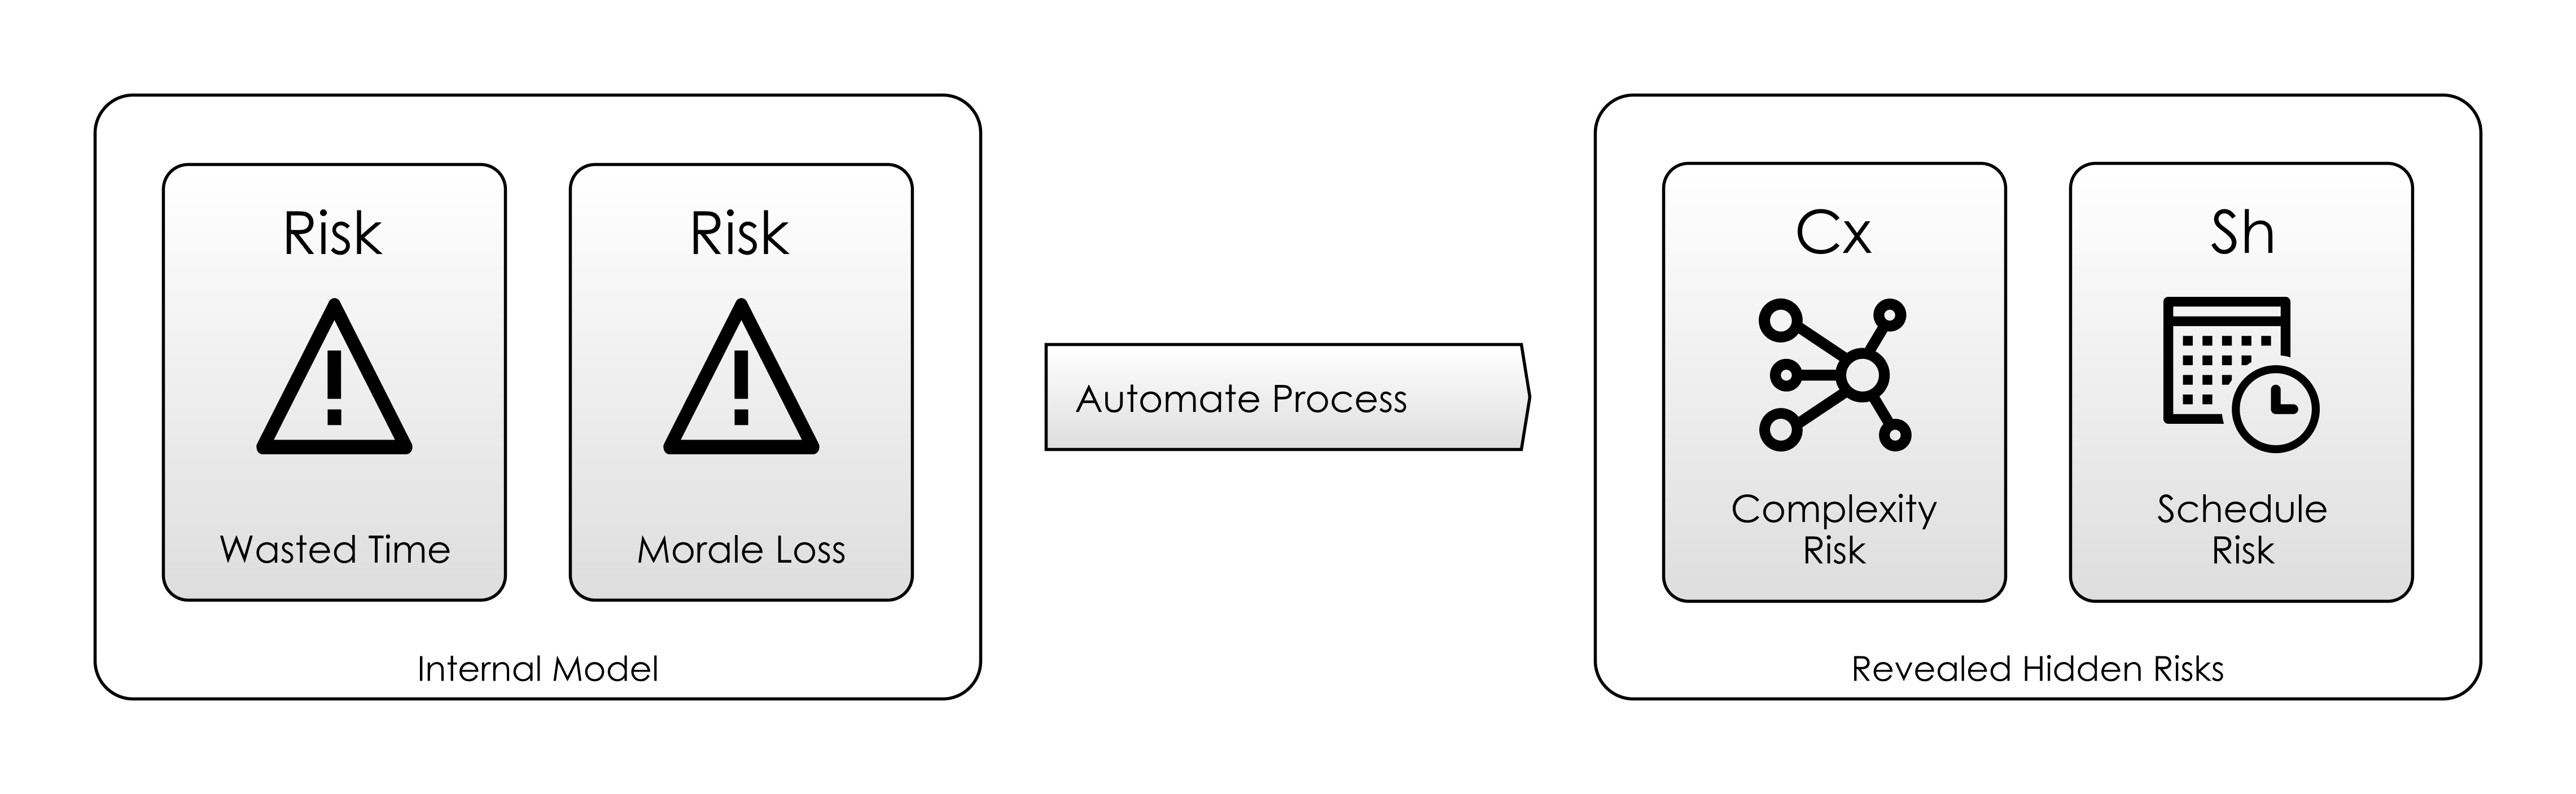 Risk
Wasted Time
Risk
Morale Loss
Internal Model
Automate Process
Cx
Complexity
Risk
Sh
Schedule
Risk
Revealed Hidden Risks